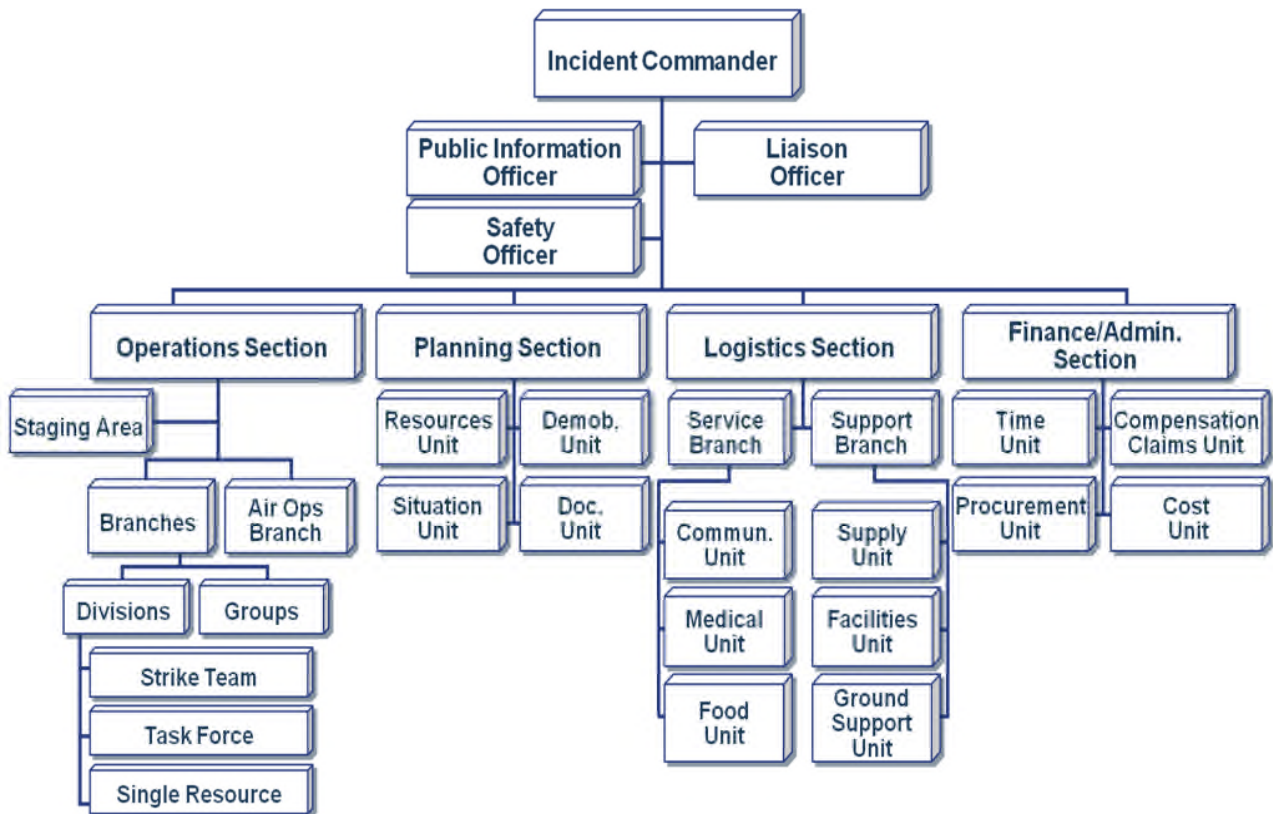 Incident Commander
Public Information
Officer
Liaison
Officer
Safety
Officer
Operations Section
Planning Section
Logistics Section
Finance/Admin.
Section
Staging Area
Branches
Air Ops
Branch
Divisions
Groups
Strike Team
Task Force
Single Resource
Resources
Unit
Demob.
Unit
Situation
Unit
Doc.
Unit
Service
Branch
Support
Branch
Commun.
Unit
Supply
Unit
Medical
Unit
Facilities
Unit
Food
Unit
Ground
Support
Unit
Time
Unit
Compensation
Claims Unit
Procurement
Unit
Cost
Unit